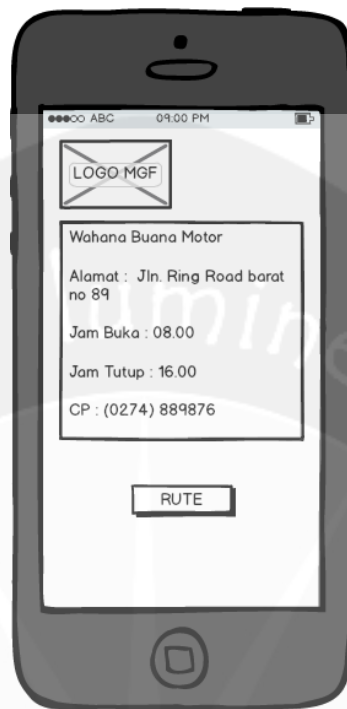 ABC 09:00 PM
LOGO MGF
Wahana Buana Motor
Alamat : Jln. Ring Road barat
no 89
Jam Buka : 08.00
Jam Tutup : 16.00
CP : (0274) 889876
RUTE